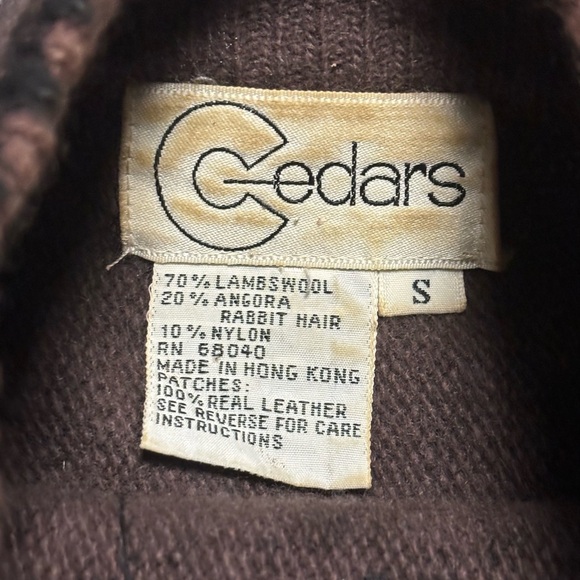 Cedars
70% LAMBSWOOL
20% ANGORA
RABBIT HAIR
10% NYLON
RN 68040
MADE IN HONG KONG
PATCHES:
100% REAL LEATHER
SEE REVERSE FOR CARE
INSTRUCTIONS
S